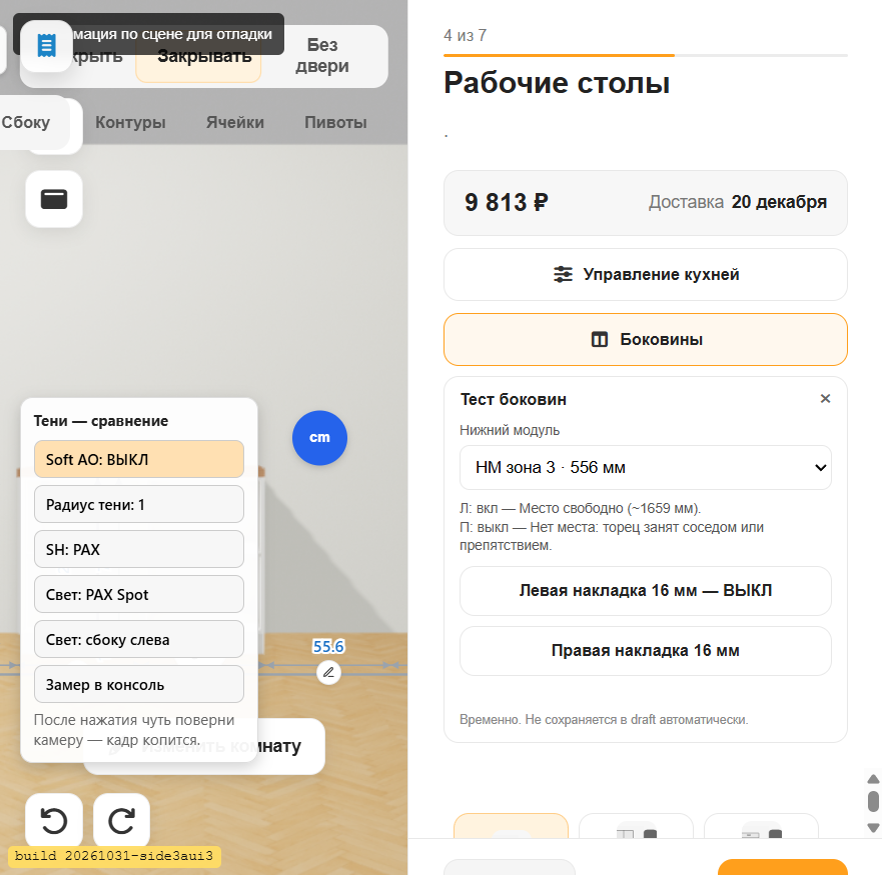 мация по сцене для отладки
крыть
Закрывать
Без
двери
Сбоку
Контуры
Ячейки
Пивоты
Тени — сравнение
Soft AO: ВЫКЛ
Радиус тени: 1
SH: PAX
Свет: PAX Spot
Свет: сбоку слева
Замер в консоль
После нажатия чуть поверни
камеру — кадр копится.
cm
55.6
Изменить комнату
build 20261031-side3aui3
4 из 7
Рабочие столы
.
9 813 ₽
Доставка 20 декабря
Управление кухней
Боковины
Тест боковин
Нижний модуль
НМ зона 3 · 556 мм
Л: вкл — Место свободно (~1659 мм).
П: выкл — Нет места: торец занят соседом или
препятствием.
Левая накладка 16 мм — ВЫКЛ
Правая накладка 16 мм
Временно. Не сохраняется в draft автоматически.